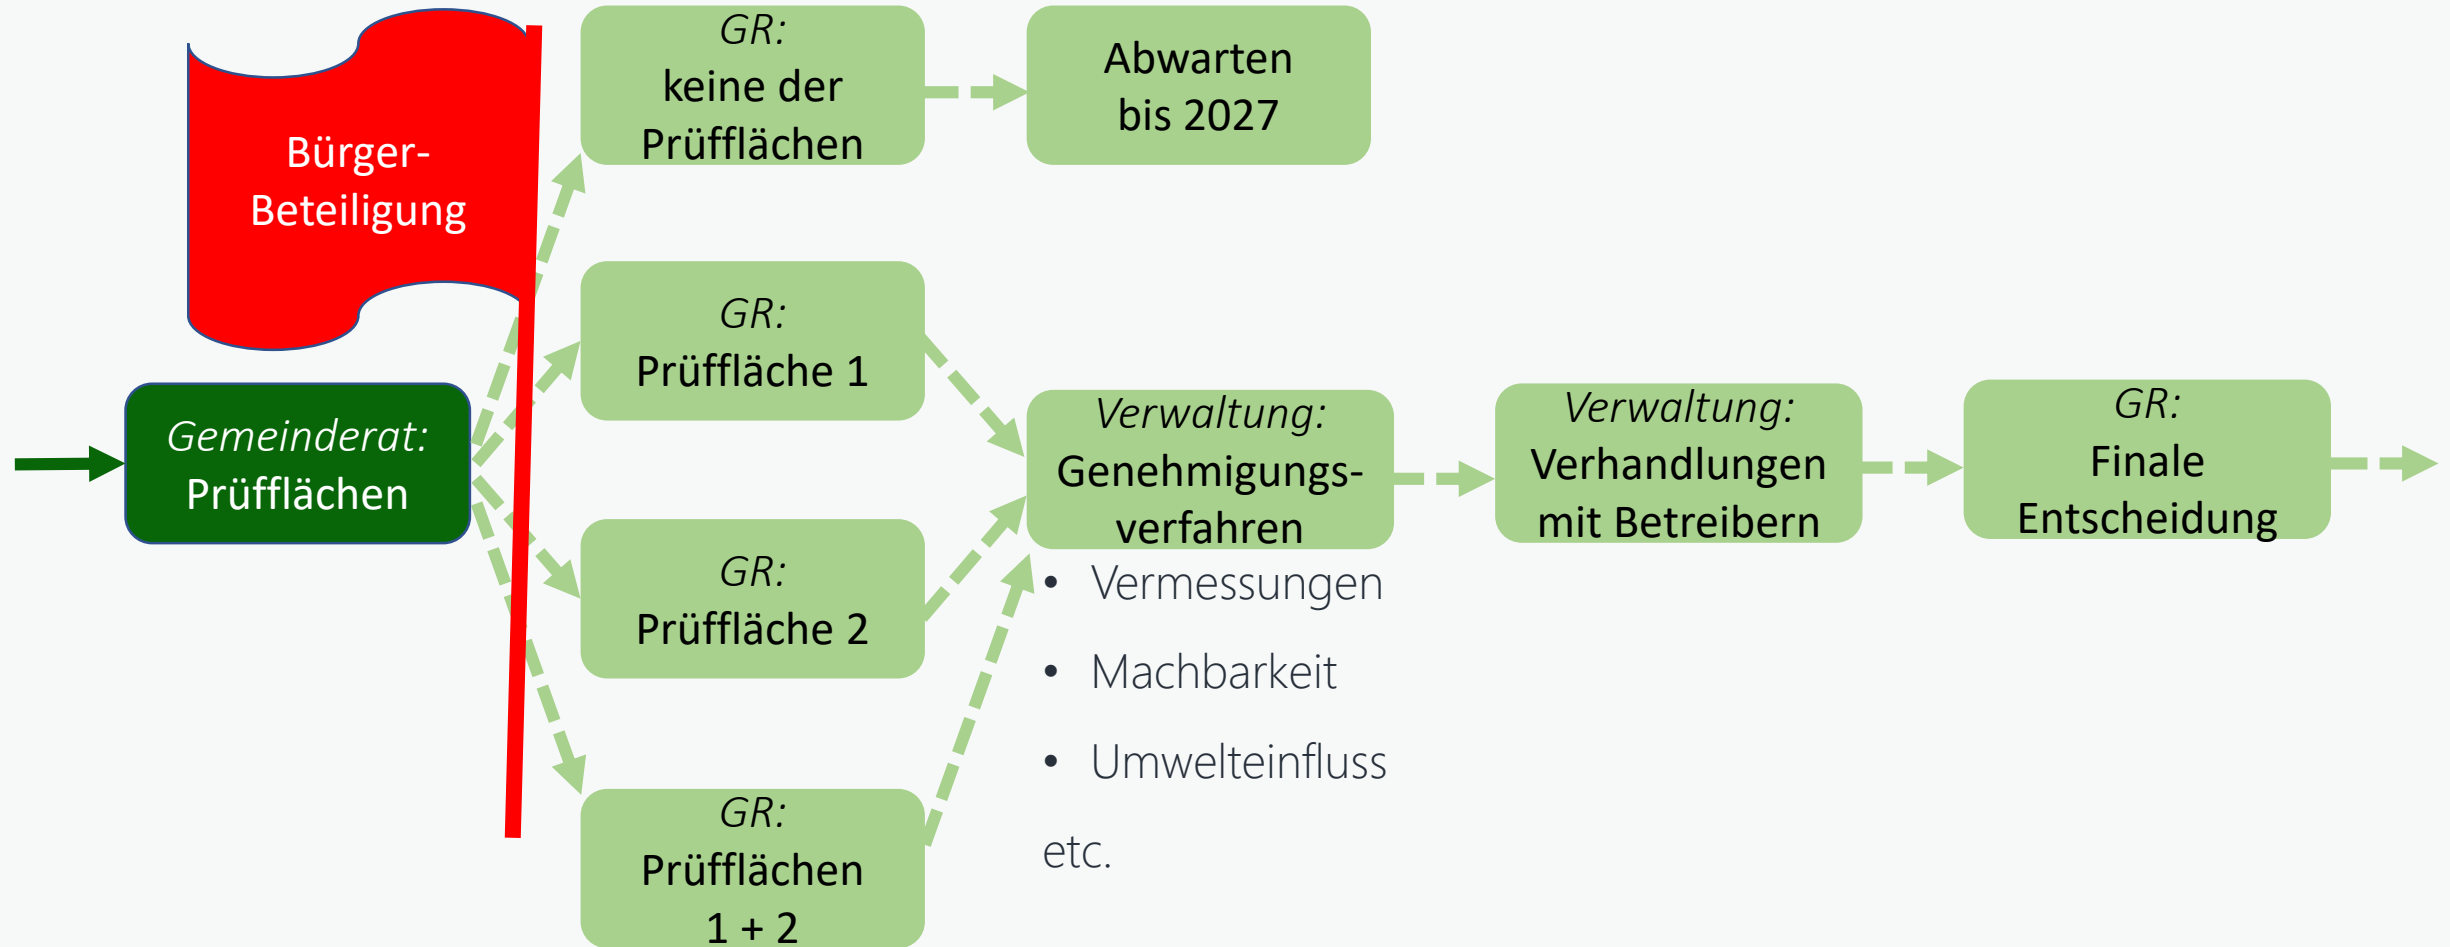 Bürger-
Beteiligung
Gemeinderat:
Prüfflächen
GR:
keine der
Prüfflächen
Abwarten
bis 2027
GR:
Prüffläche 1
GR:
Prüffläche 2
GR:
Prüfflächen
1 + 2
Verwaltung:
Genehmigungs-
verfahren
• Vermessungen
• Machbarkeit
• Umwelteinfluss
etc.
Verwaltung:
Verhandlungen
mit Betreibern
GR:
Finale
Entscheidung